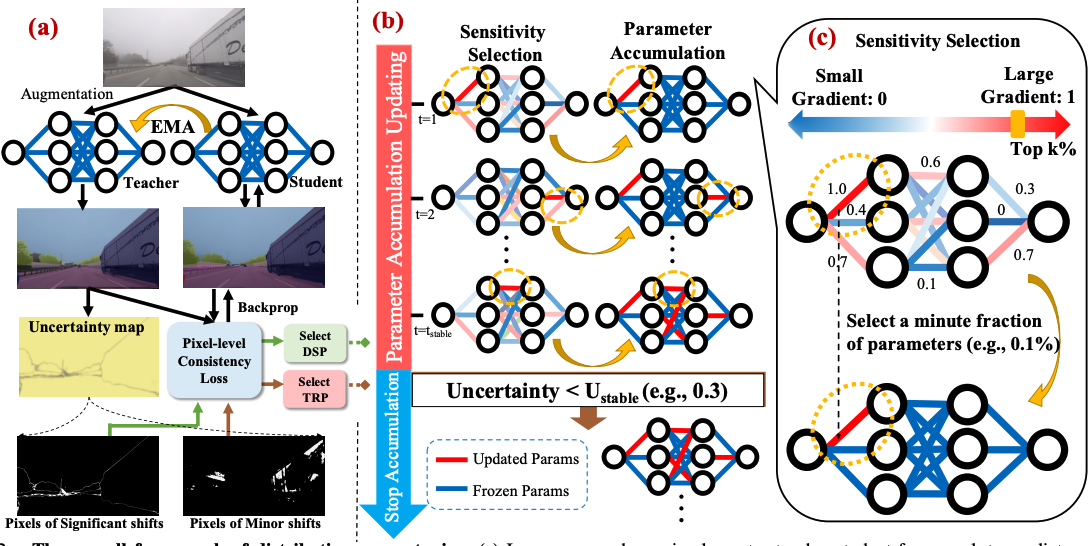 (a)
Augmentation
EMA
Teacher
Student
Backprop
Uncertainty map
Pixel-level
Consistency
Loss
Select
DSP
Select
TRP
Pixels of Significant shifts
Pixels of Minor shifts
(b)
Sensitivity
Selection
Parameter
Accumulation
Parameter Accumulation Updating
t=1
t=2
t=tstable
Stop Accumulation
Uncertainty < Ustable (e.g., 0.3)
Updated Params
Frozen Params
(c)
Sensitivity Selection
Small
Gradient: 0
Large
Gradient: 1
Top k%
0.6
1.0
0.4
0.3
0
0.7
0.7
0.1
Select a minute fraction
of parameters (e.g., 0.1%)